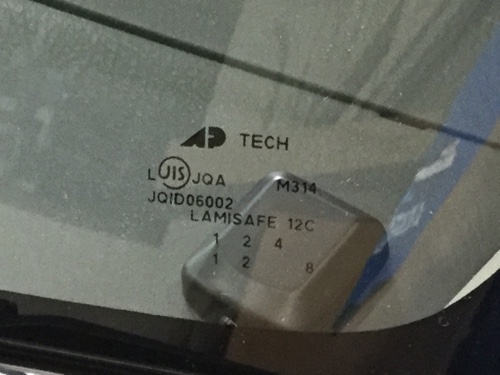 AP TECH
L JIS JQA M314
JQID06002
LAMISAFE 12C
1 2 4
1 2 8